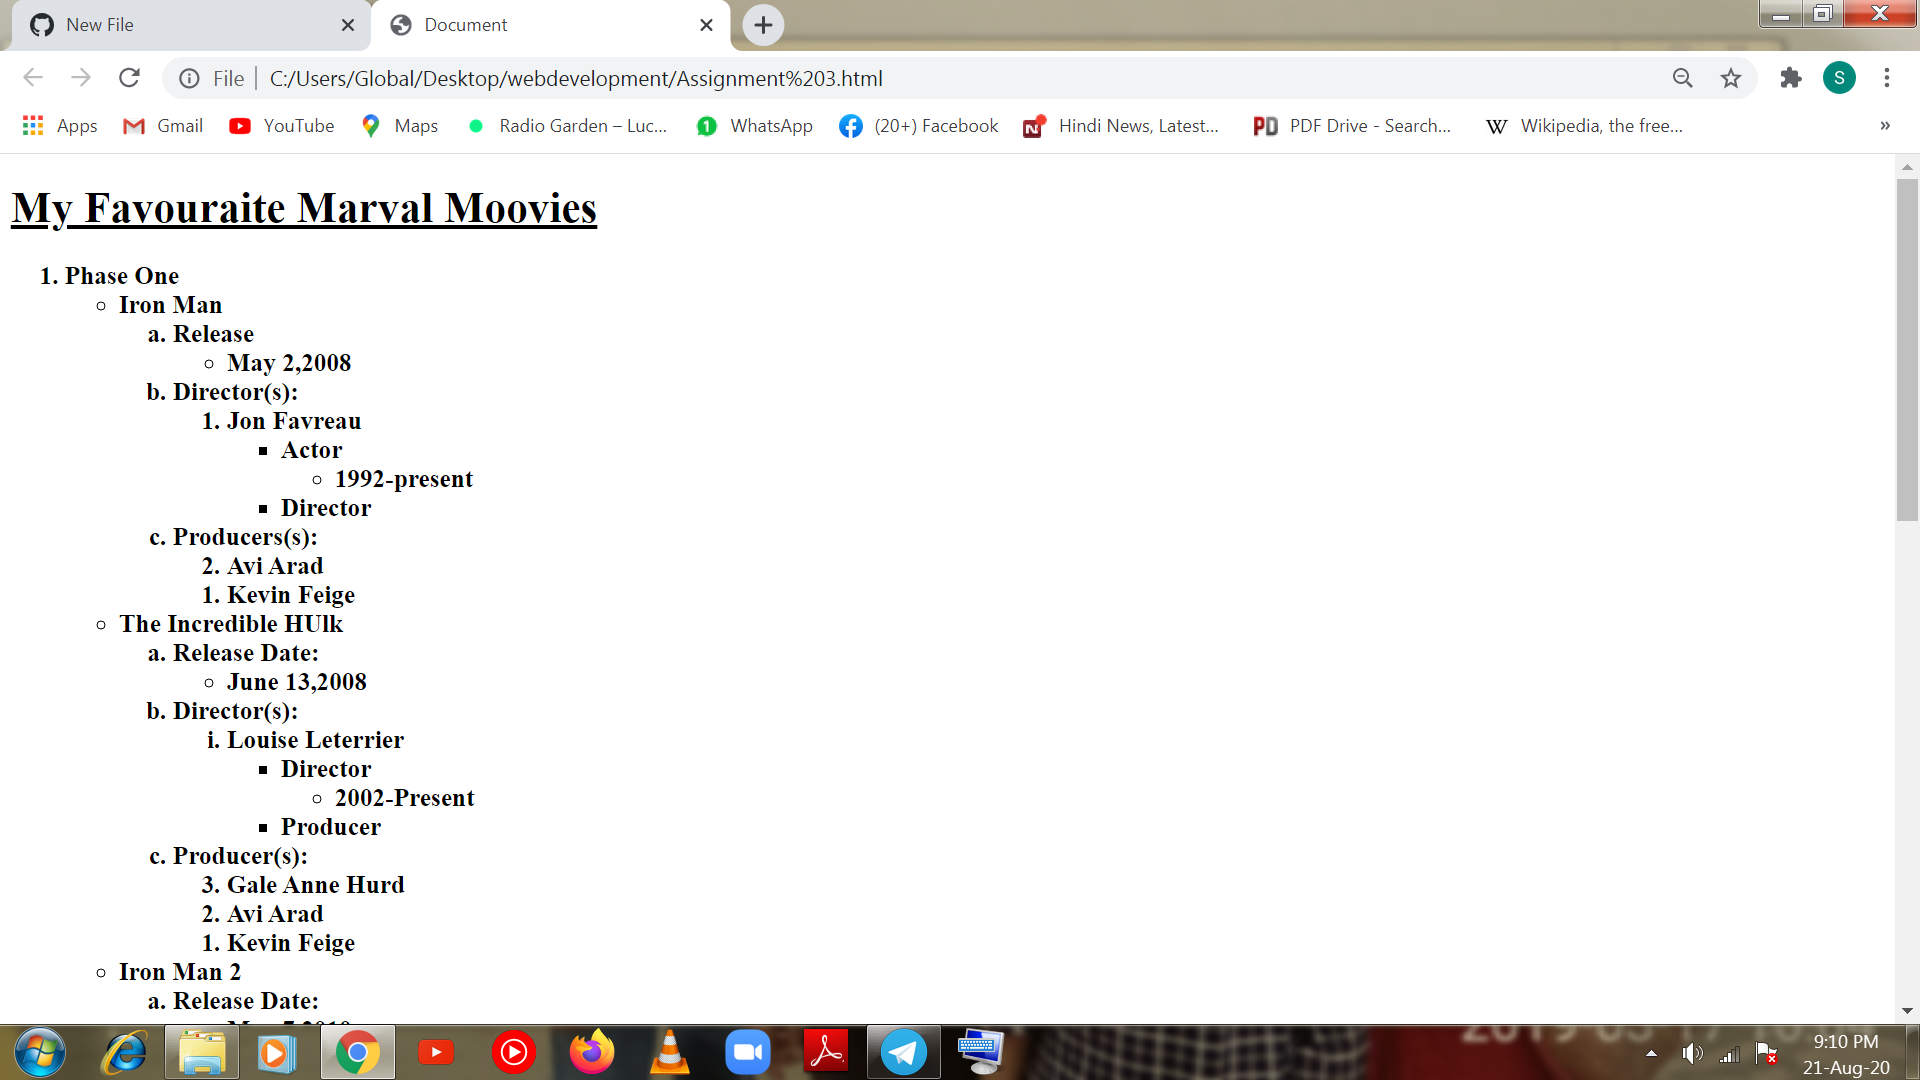 New File
Document
File
C:/Users/Global/Desktop/webdevelopment/Assignment%203.html
S
Apps
Gmail
YouTube
Maps
Radio Garden – Luc...
WhatsApp
(20+) Facebook
Hindi News, Latest...
PDF Drive - Search...
Wikipedia, the free...
»
My Favouraite Marval Moovies
1. Phase One
Iron Man
a. Release
May 2,2008
b. Director(s):
1. Jon Favreau
Actor
1992-present
Director
c. Producers(s):
2. Avi Arad
1. Kevin Feige
The Incredible HUlk
a. Release Date:
June 13,2008
b. Director(s):
i. Louise Leterrier
Director
2002-Present
Producer
c. Producer(s):
3. Gale Anne Hurd
2. Avi Arad
1. Kevin Feige
Iron Man 2
a. Release Date:
9:10 PM
21-Aug-20